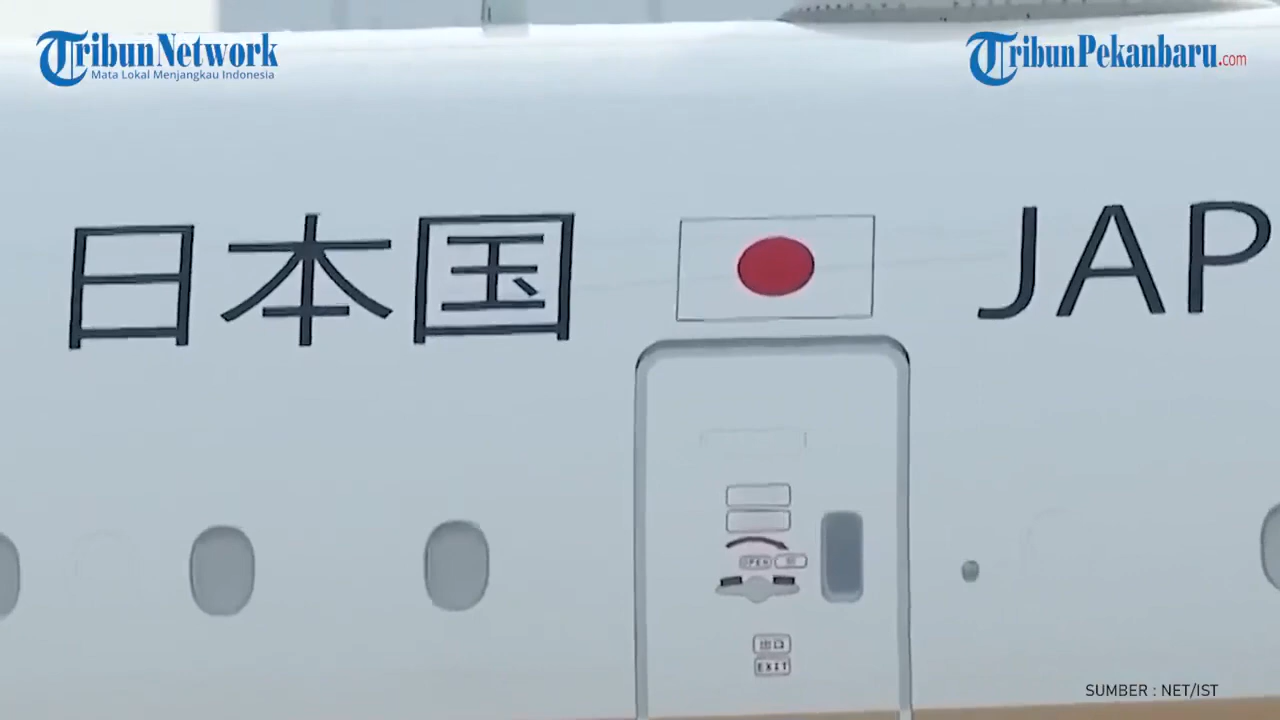 TribunNetwork
Mata Lokal Menjangkau Indonesia
TribunPekanbaru.com
日本国
JAP
OPEN
出口
EXIT
SUMBER : NET/IST